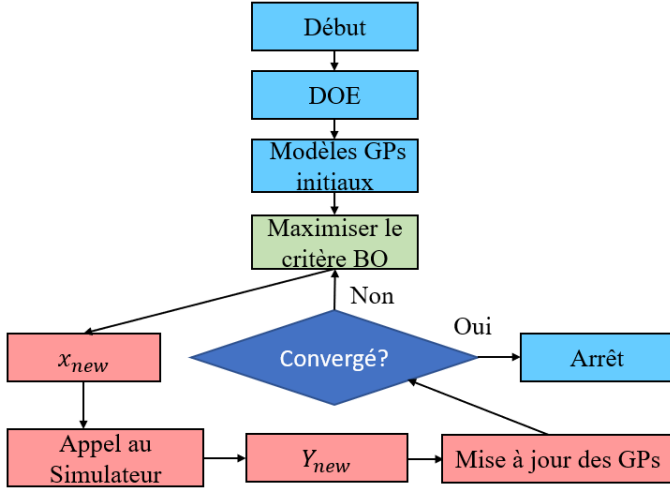 Début
DOE
Modèles GPs
initiaux
Maximiser le
critère BO
Non
Oui
x_new
Convergé?
Arrêt
Appel au
Simulateur
Y_new
Mise à jour des GPs